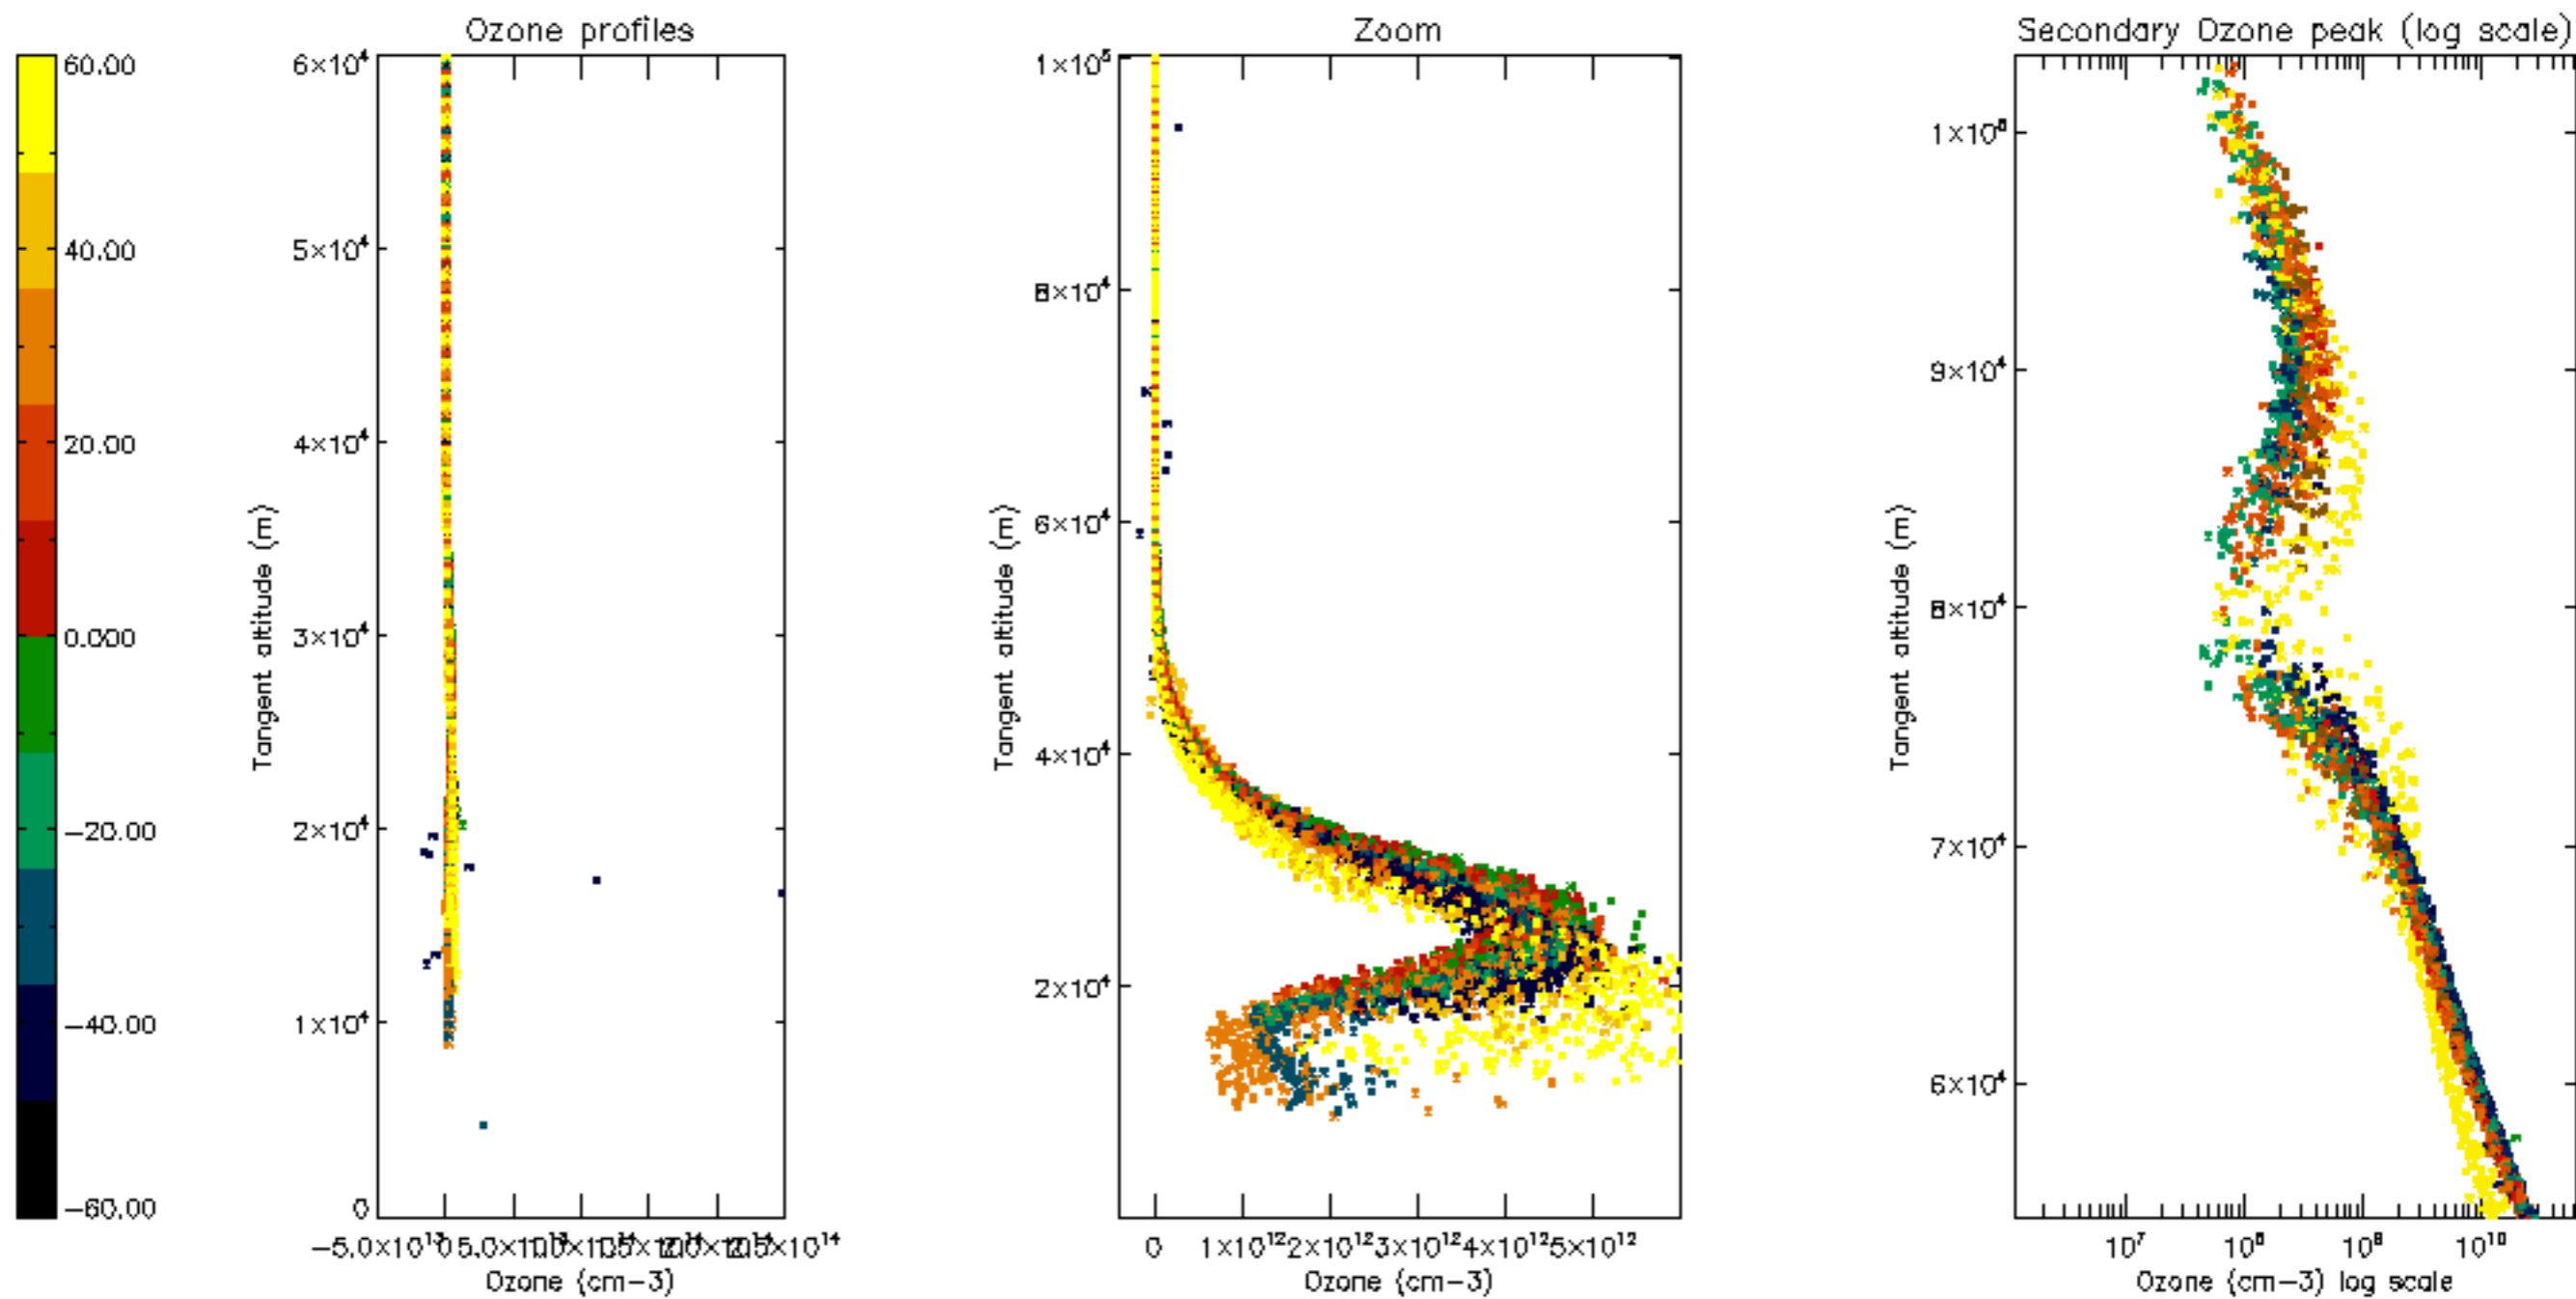 Ozone profiles
Zoom
Secondary Ozone peak (log scale)
60.00
40.00
20.00
0.000
−20.00
−40.00
−60.00
6×10⁴
5×10⁴
4×10⁴
3×10⁴
2×10⁴
1×10⁴
0
Tangent altitude (m)
Ozone (cm−3)
1×10⁵
8×10⁴
6×10⁴
4×10⁴
2×10⁴
Tangent altitude (m)
0 1×10¹² 2×10¹² 3×10¹² 4×10¹² 5×10¹²
Ozone (cm−3)
9×10⁴
8×10⁴
7×10⁴
6×10⁴
Tangent altitude (m)
10⁷ 10⁸ 10⁹ 10¹⁰
Ozone (cm−3) log scale